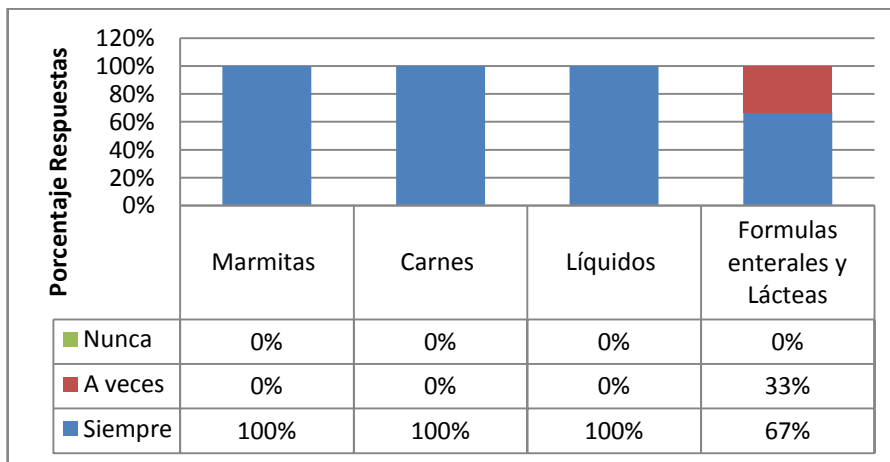 Porcentaje Respuestas
120%
100%
80%
60%
40%
20%
0%
Marmitas Carnes Líquidos Formulas
enterales y
Lácteas
Nunca 0% 0% 0% 0%
A veces 0% 0% 0% 33%
Siempre 100% 100% 100% 67%